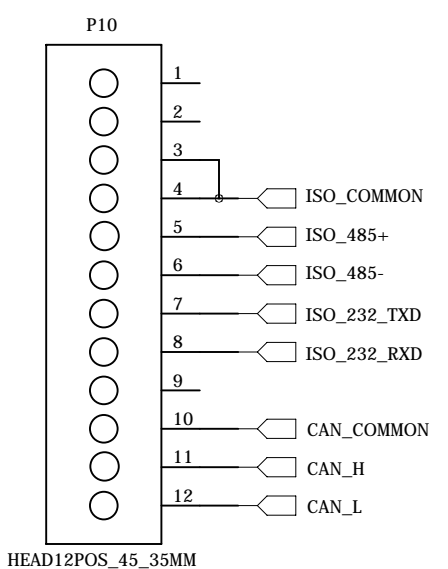 P10
1
2
3
4 ISO_COMMON
5 ISO_485+
6 ISO_485-
7 ISO_232_TXD
8 ISO_232_RXD
9
10 CAN_COMMON
11 CAN_H
12 CAN_L
HEAD12POS_45_35MM